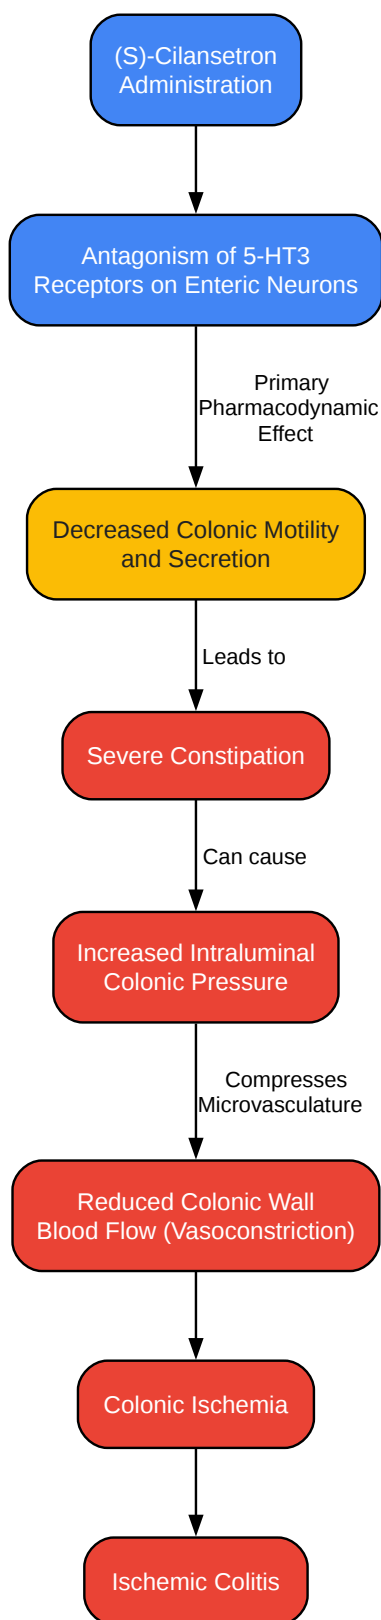 (S)-Cilansetron
Administration
Antagonism of 5-HT3
Receptors on Enteric Neurons
Primary
Pharmacodynamic
Effect
Decreased Colonic Motility
and Secretion
Leads to
Severe Constipation
Can cause
Increased Intraluminal
Colonic Pressure
Compresses
Microvasculature
Reduced Colonic Wall
Blood Flow (Vasoconstriction)
Colonic Ischemia
Ischemic Colitis